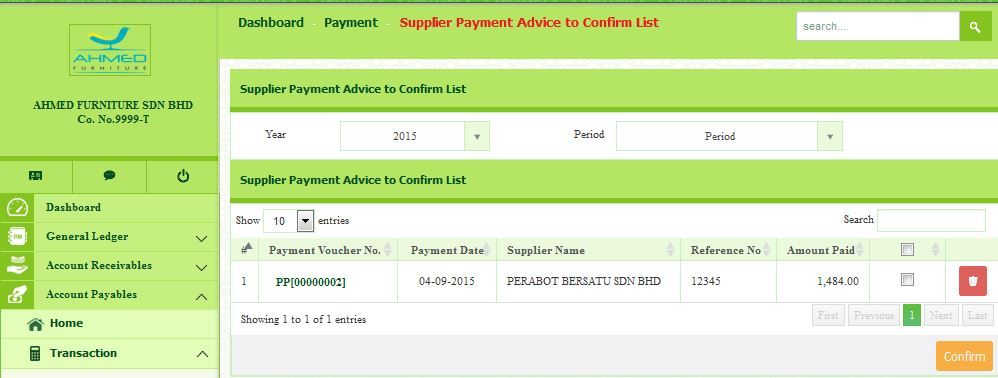 Dashboard - Payment - Supplier Payment Advice to Confirm List
search...
AHMED
FURNITURE
AHMED FURNITURE SDN BHD
Co. No.9999-T
Dashboard
General Ledger
RM
Account Receivables
Account Payables
Home
Transaction
Supplier Payment Advice to Confirm List
Year 2015 Period Period
Supplier Payment Advice to Confirm List
Show 10 entries Search
# Payment Voucher No. Payment Date Supplier Name Reference No Amount Paid
1 PP[00000002] 04-09-2015 PERABOT BERSATU SDN BHD 12345 1,484.00
Showing 1 to 1 of 1 entries First Previous 1 Next Last
Confirm